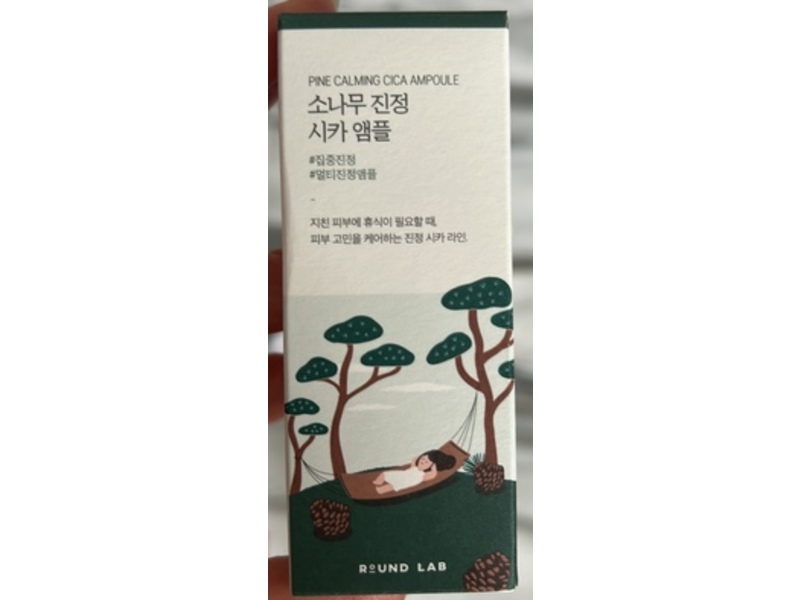 PINE CALMING CICA AMPOULE
소나무 진정
시카 앰플
#집중진정
#멀티진정앰플
-
지친 피부에 휴식이 필요할 때,
피부 고민을 케어하는 진정 시카 라인.
ROUND LAB